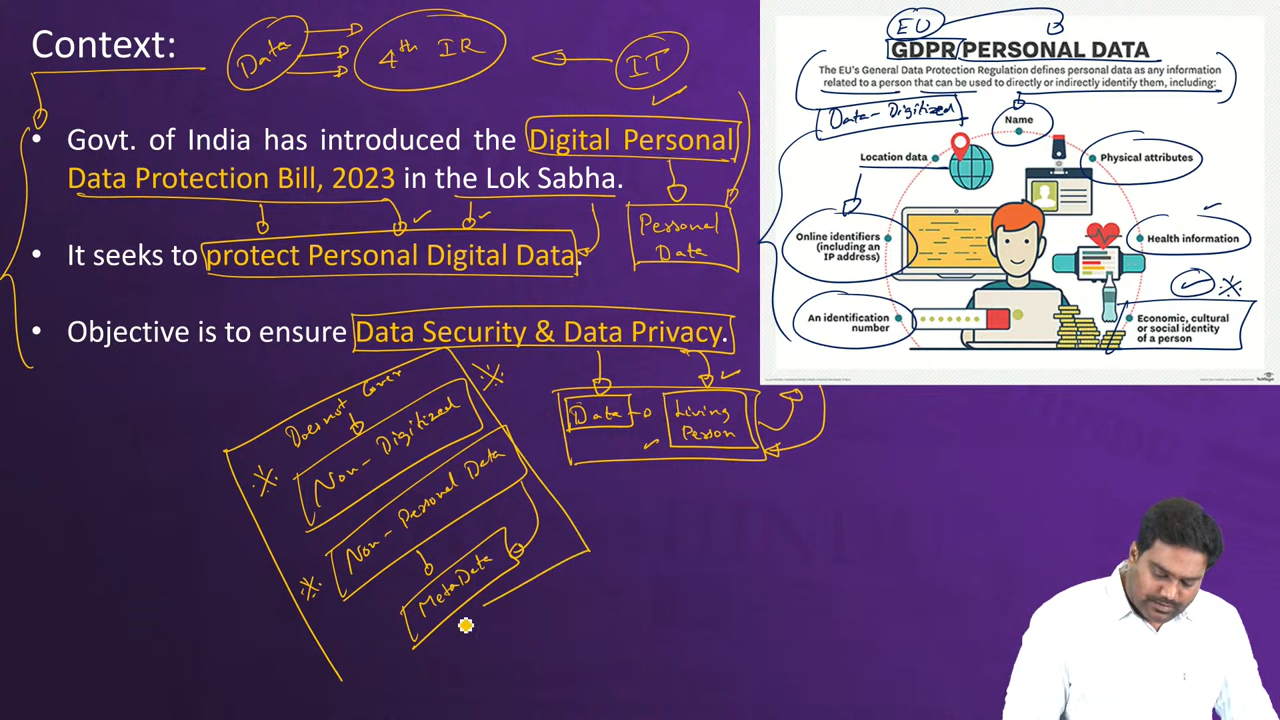 Context:
Data
4th IR
IT
• Govt. of India has introduced the Digital Personal
Data Protection Bill, 2023 in the Lok Sabha.
Personal
Data
• It seeks to protect Personal Digital Data.
• Objective is to ensure Data Security & Data Privacy.
Does not Cover
Non-Digitized
Non-Personal Data
MetaData
Data
Living
Person
EU
GDPR PERSONAL DATA
The EU's General Data Protection Regulation defines personal data as any information
related to a person that can be used to directly or indirectly identify them, including:
Data-Digitized
Name
Location data
Physical attributes
Online identifiers
(including an
IP address)
Health information
An identification
number
Economic, cultural
or social identity
of a person